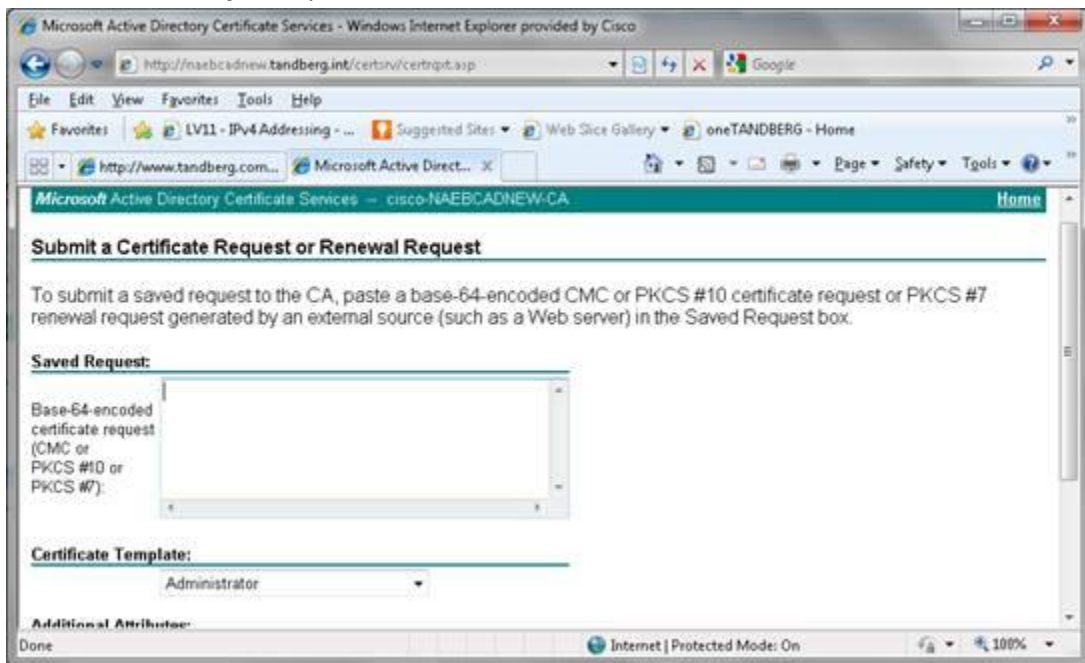 Microsoft Active Directory Certificate Services - Windows Internet Explorer provided by Cisco
http://naebcadnew.tandberg.int/certsrv/certrqxt.asp
Google
File Edit View Favorites Tools Help
Favorites LV11 - IPv4 Addressing - ... Suggested Sites Web Slice Gallery oneTANDBERG - Home
http://www.tandberg.com... Microsoft Active Direct... Page Safety Tools
Microsoft Active Directory Certificate Services -- cisco-NAEBCADNEW-CA Home
Submit a Certificate Request or Renewal Request
To submit a saved request to the CA, paste a base-64-encoded CMC or PKCS #10 certificate request or PKCS #7
renewal request generated by an external source (such as a Web server) in the Saved Request box.
Saved Request:
Base-64-encoded
certificate request
(CMC or
PKCS #10 or
PKCS #7):
Certificate Template:
Administrator
Additional Attributes:
Done Internet | Protected Mode: On 100%